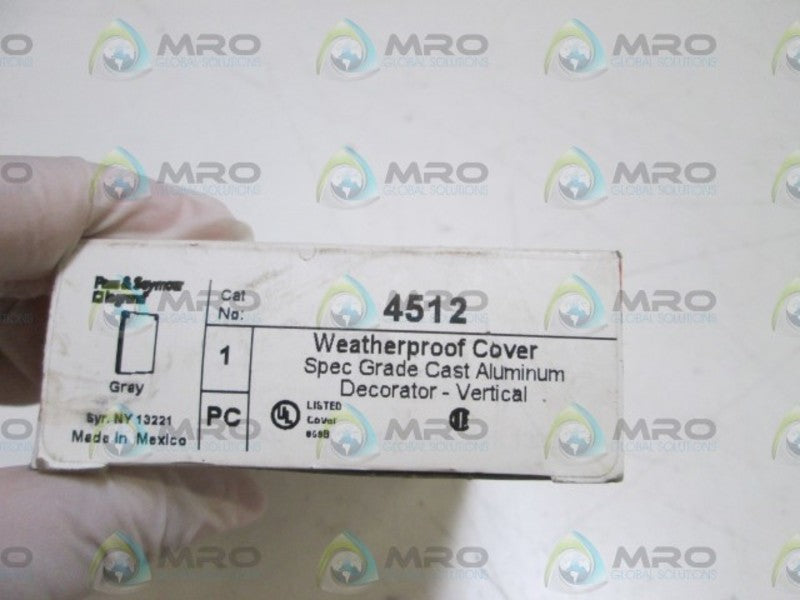 Pass & Seymour
legrand
Gray
Syr. NY 13221
Made in Mexico
Cat
No:
4512
1
PC
Weatherproof Cover
Spec Grade Cast Aluminum
Decorator - Vertical
UL
LISTED
Cover
MRO
GLOBAL SOLUTIONS